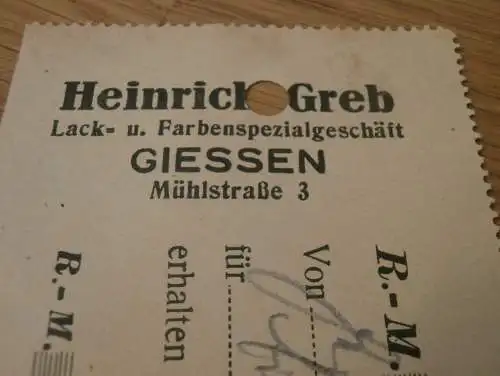 Heinrich Greb
Lack- u. Farbenspezialgeschäft
GIESSEN
Mühlstraße 3
R.-M.
Von
für
erhalten
R.-M.